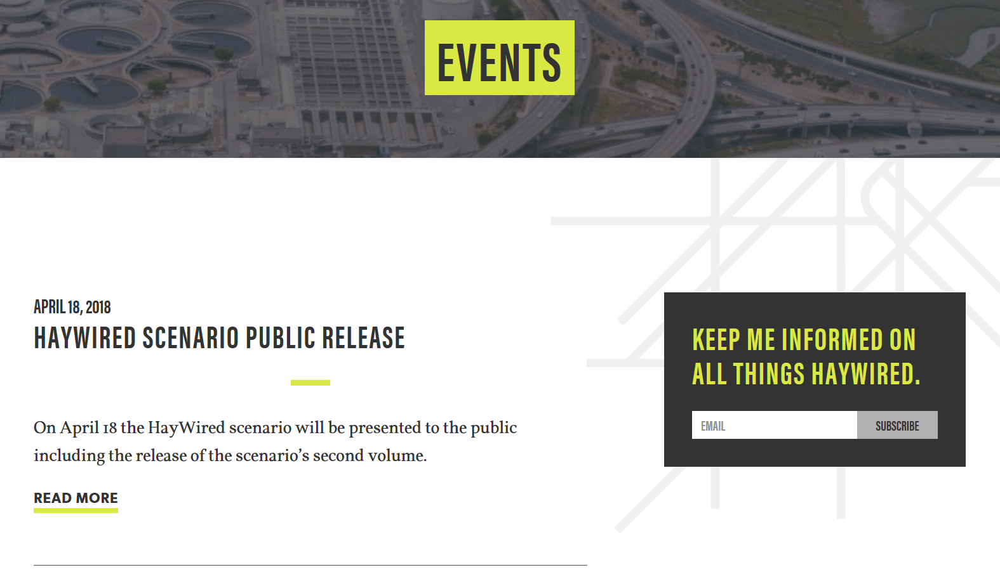 EVENTS
APRIL 18, 2018
HAYWIRED SCENARIO PUBLIC RELEASE
On April 18 the HayWired scenario will be presented to the public
including the release of the scenario’s second volume.
READ MORE
KEEP ME INFORMED ON
ALL THINGS HAYWIRED.
EMAIL
SUBSCRIBE